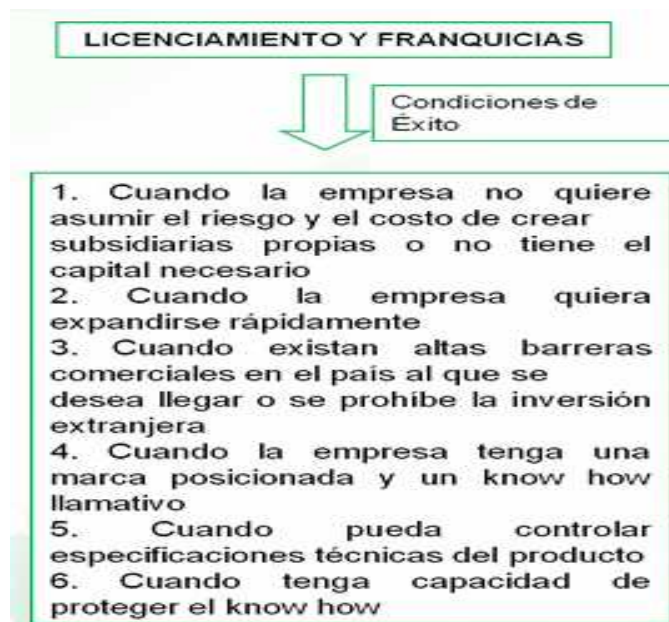 LICENCIAMIENTO Y FRANQUICIAS
Condiciones de
Éxito
1. Cuando la empresa no quiere
asumir el riesgo y el costo de crear
subsidiarias propias o no tiene el
capital necesario
2. Cuando la empresa quiera
expandirse rápidamente
3. Cuando existan altas barreras
comerciales en el país al que se
desea llegar o se prohíbe la inversión
extranjera
4. Cuando la empresa tenga una
marca posicionada y un know how
llamativo
5. Cuando pueda controlar
especificaciones técnicas del producto
6. Cuando tenga capacidad de
proteger el know how